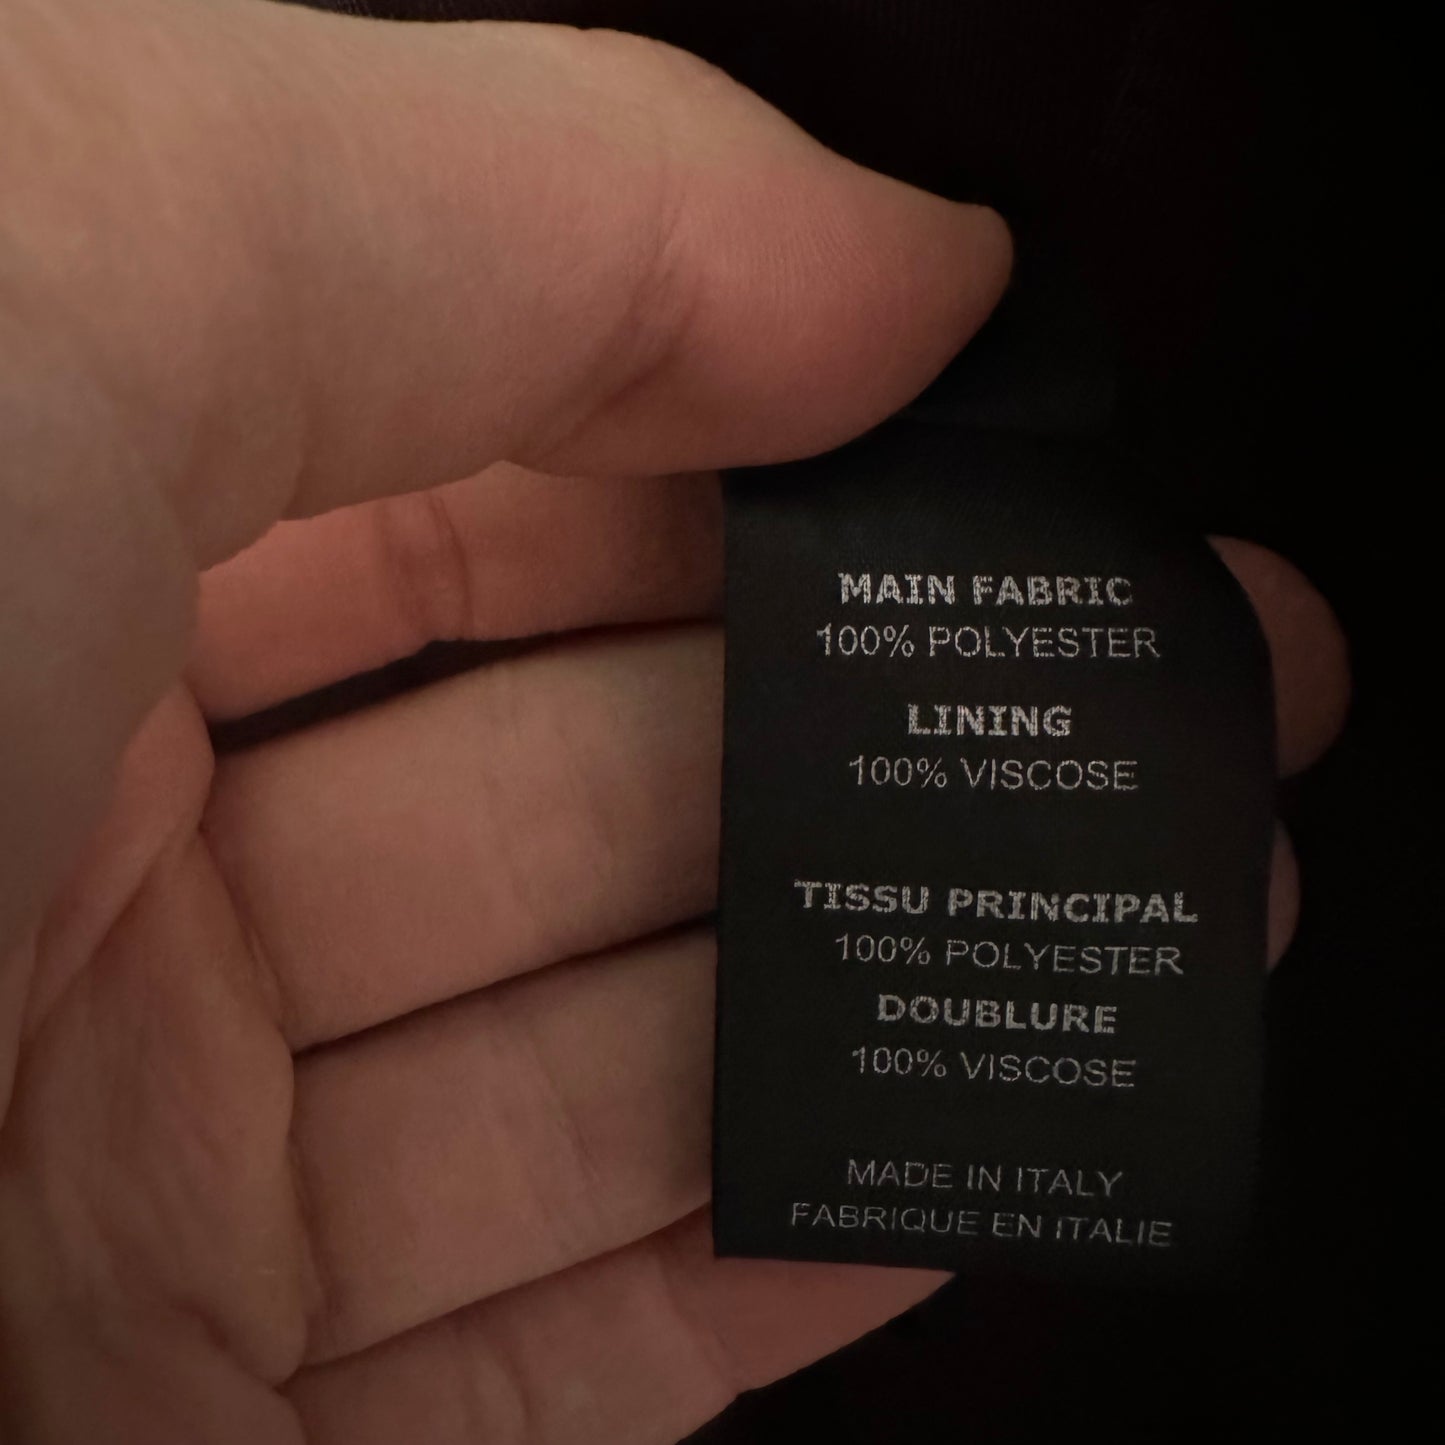 MAIN FABRIC
100% POLYESTER
LINING
100% VISCOSE
TISSU PRINCIPAL
100% POLYESTER
DOUBLURE
100% VISCOSE
MADE IN ITALY
FABRIQUE EN ITALIE